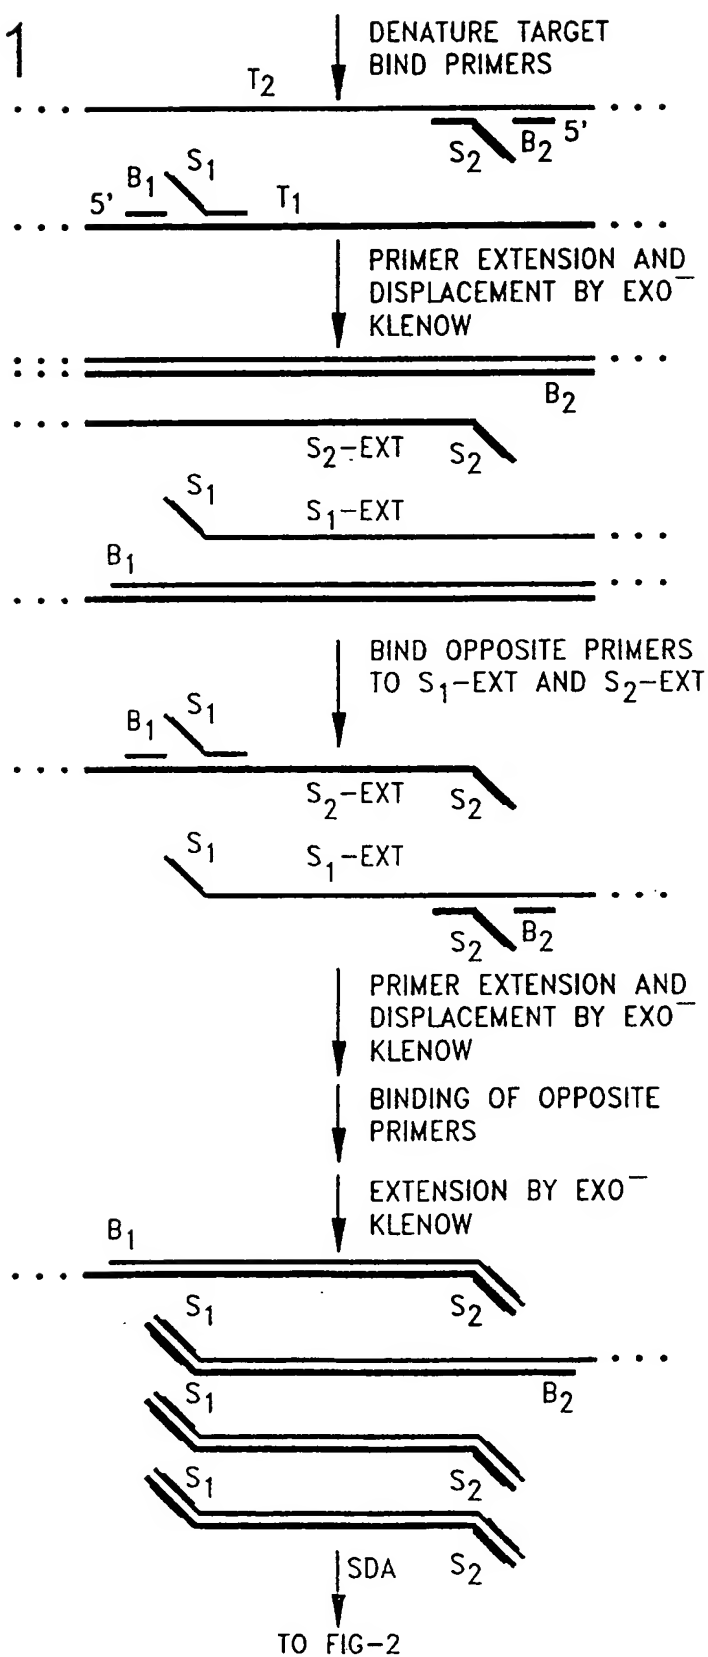 1
DENATURE TARGET
BIND PRIMERS
T2
S2
B2 5'
5' B1 S1
T1
PRIMER EXTENSION AND
DISPLACEMENT BY EXO⁻
KLENOW
B2
S2-EXT S2
S1 S1-EXT
B1
BIND OPPOSITE PRIMERS
TO S1-EXT AND S2-EXT
B1 S1
S2-EXT S2
S1 S1-EXT
S2 B2
PRIMER EXTENSION AND
DISPLACEMENT BY EXO⁻
KLENOW
BINDING OF OPPOSITE
PRIMERS
EXTENSION BY EXO⁻
KLENOW
B1
S1 S2
S1 B2
S1 S2
S2
SDA
TO FIG-2